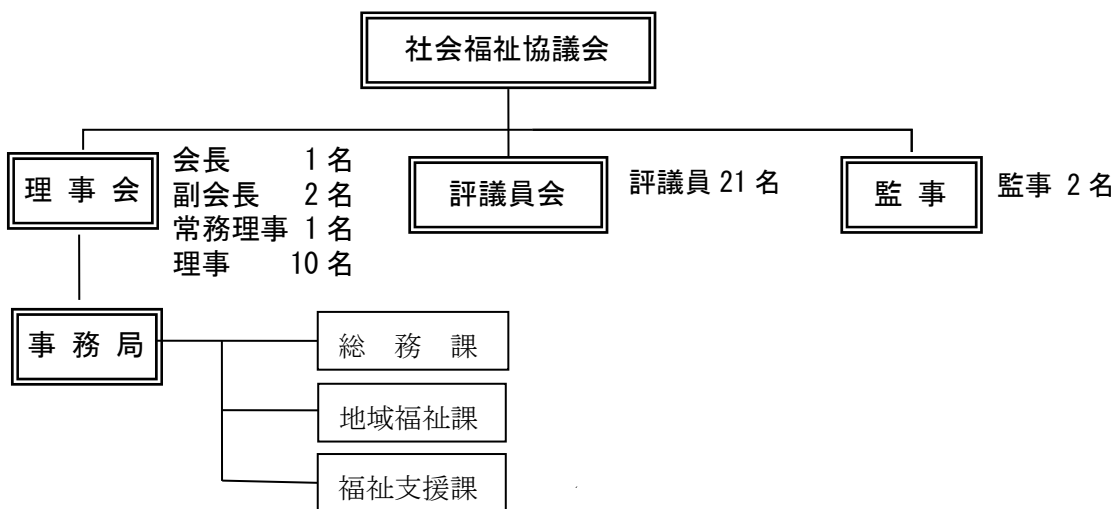 社会福祉協議会
理事会
会長 1名
副会長 2名
常務理事 1名
理事 10名
評議員会
評議員 21名
監事
監事 2名
事務局
総務課
地域福祉課
福祉支援課